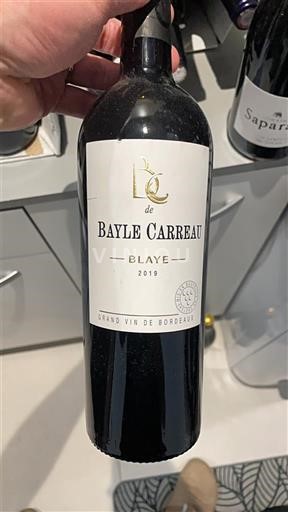 BC
de
BAYLE CARREAU
BLAYE
2019
GRAND VIN DE BORDEAUX
Sapara